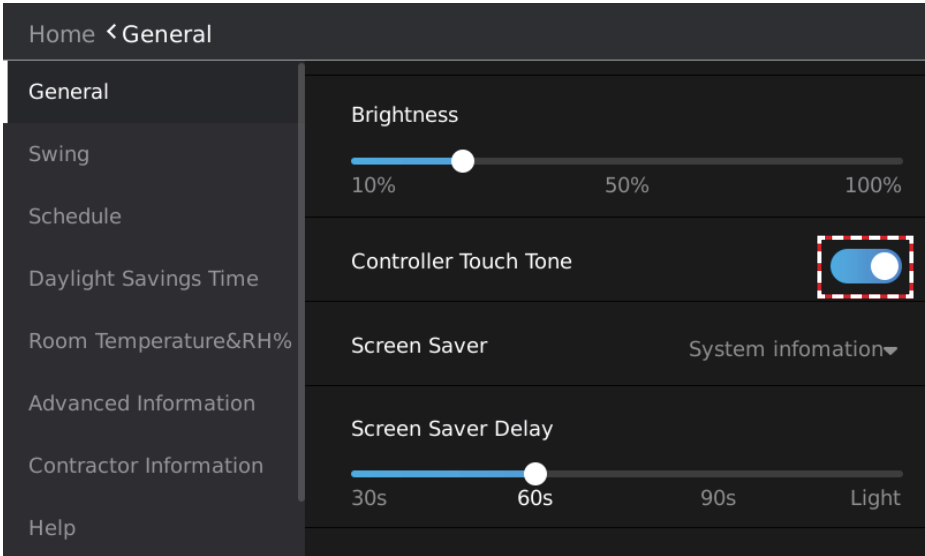 Home < General
General
Swing
Schedule
Daylight Savings Time
Room Temperature&RH%
Advanced Information
Contractor Information
Help
Brightness
10% 50% 100%
Controller Touch Tone
Screen Saver System infomation
Screen Saver Delay
30s 60s 90s Light